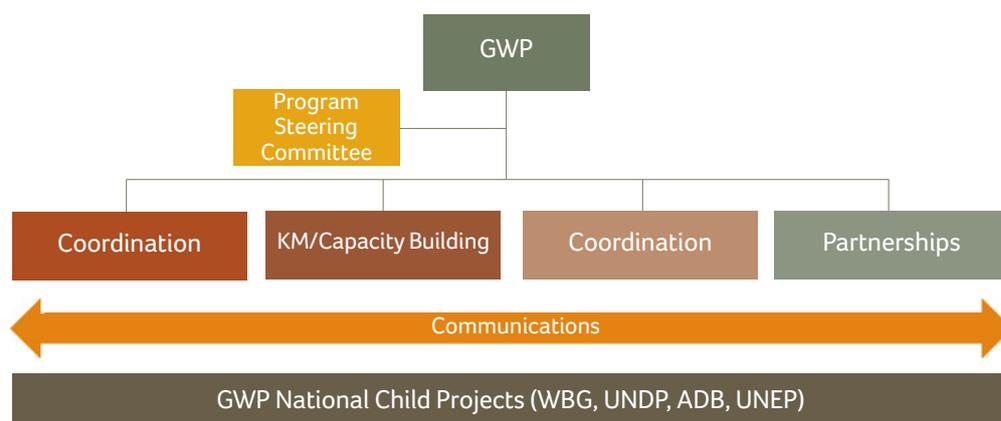 GWP
Program
Steering
Committee
Coordination
KM/Capacity Building
Coordination
Partnerships
Communications
GWP National Child Projects (WBG, UNDP, ADB, UNEP)